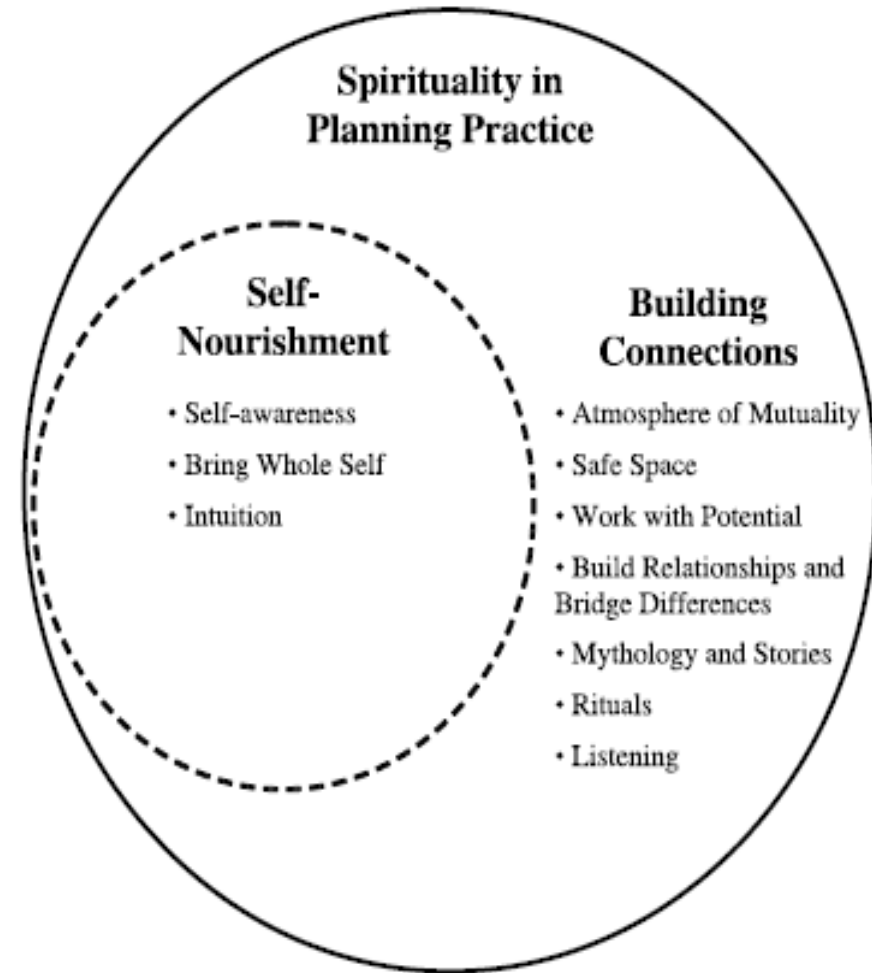 Spirituality in
Planning Practice
Self-
Nourishment
• Self-awareness
• Bring Whole Self
• Intuition
Building
Connections
• Atmosphere of Mutuality
• Safe Space
• Work with Potential
• Build Relationships and
Bridge Differences
• Mythology and Stories
• Rituals
• Listening